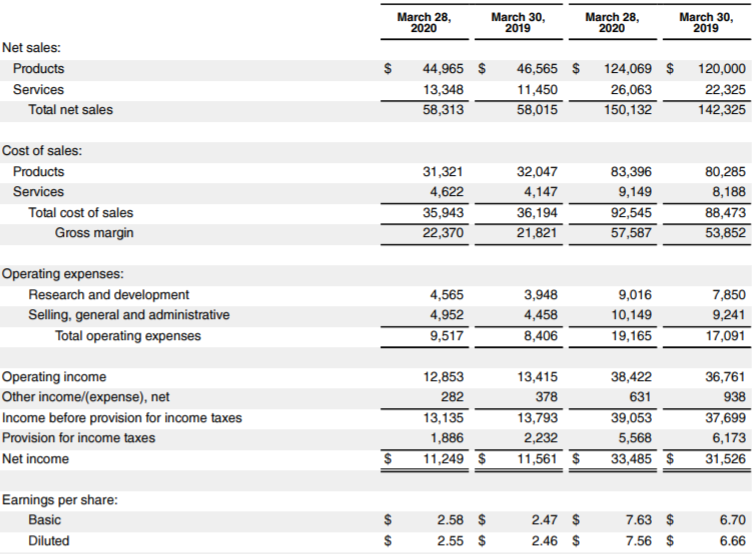 March 28, March 30, March 28, March 30,
2020 2019 2020 2019
Net sales:
Products $ 44,965 $ 46,565 $ 124,069 $ 120,000
Services 13,348 11,450 26,063 22,325
Total net sales 58,313 58,015 150,132 142,325
Cost of sales:
Products 31,321 32,047 83,396 80,285
Services 4,622 4,147 9,149 8,188
Total cost of sales 35,943 36,194 92,545 88,473
Gross margin 22,370 21,821 57,587 53,852
Operating expenses:
Research and development 4,565 3,948 9,016 7,850
Selling, general and administrative 4,952 4,458 10,149 9,241
Total operating expenses 9,517 8,406 19,165 17,091
Operating income 12,853 13,415 38,422 36,761
Other income/(expense), net 282 378 631 938
Income before provision for income taxes 13,135 13,793 39,053 37,699
Provision for income taxes 1,886 2,232 5,568 6,173
Net income $ 11,249 $ 11,561 $ 33,485 $ 31,526
Earnings per share:
Basic $ 2.58 $ 2.47 $ 7.63 $ 6.70
Diluted $ 2.55 $ 2.46 $ 7.56 $ 6.66